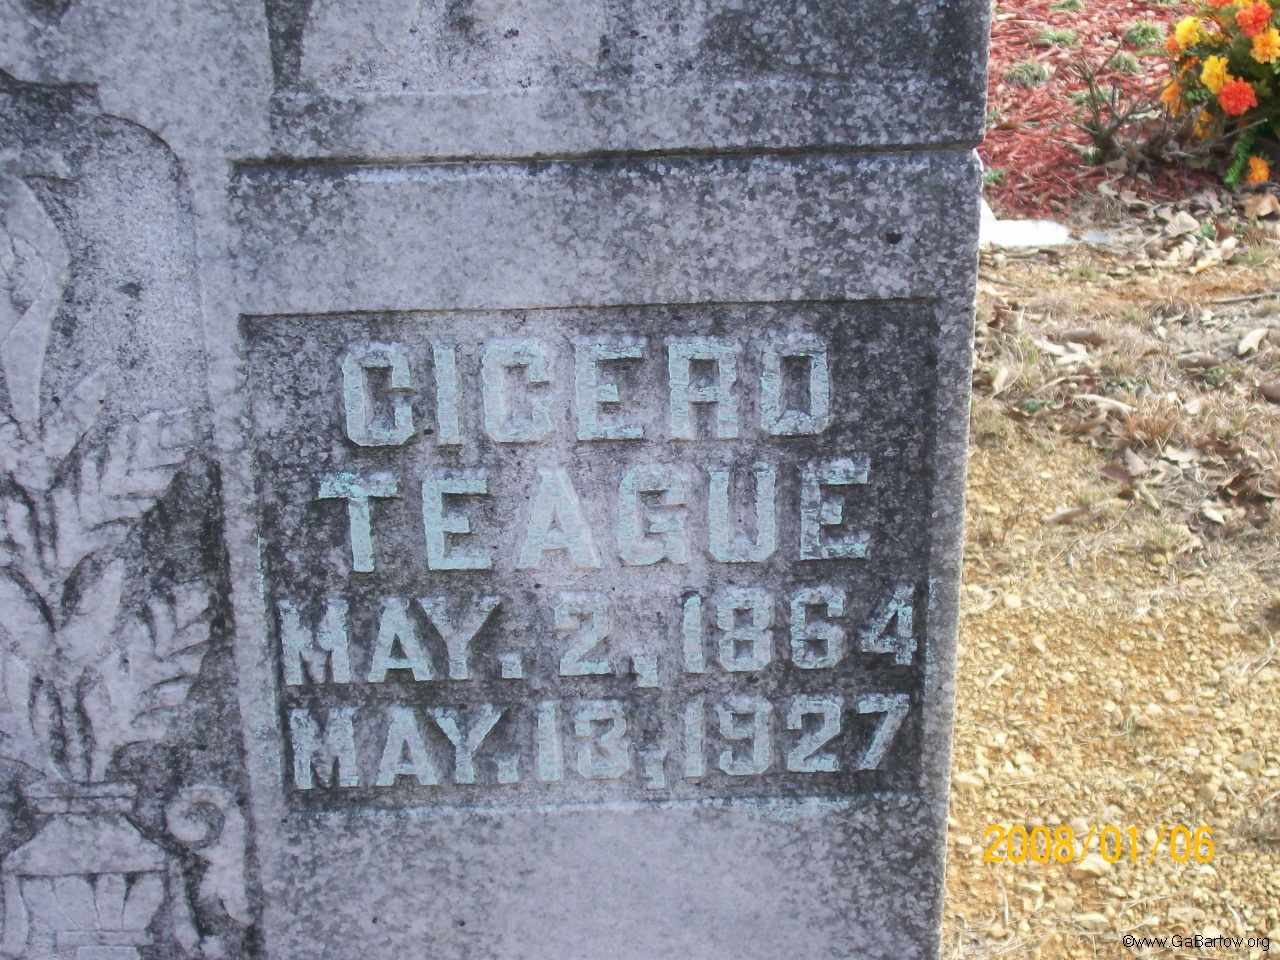 CICERO
TEAGUE
MAY. 2, 1864
MAY. 13, 1927
2008/01/06
©www.GaBartow.org